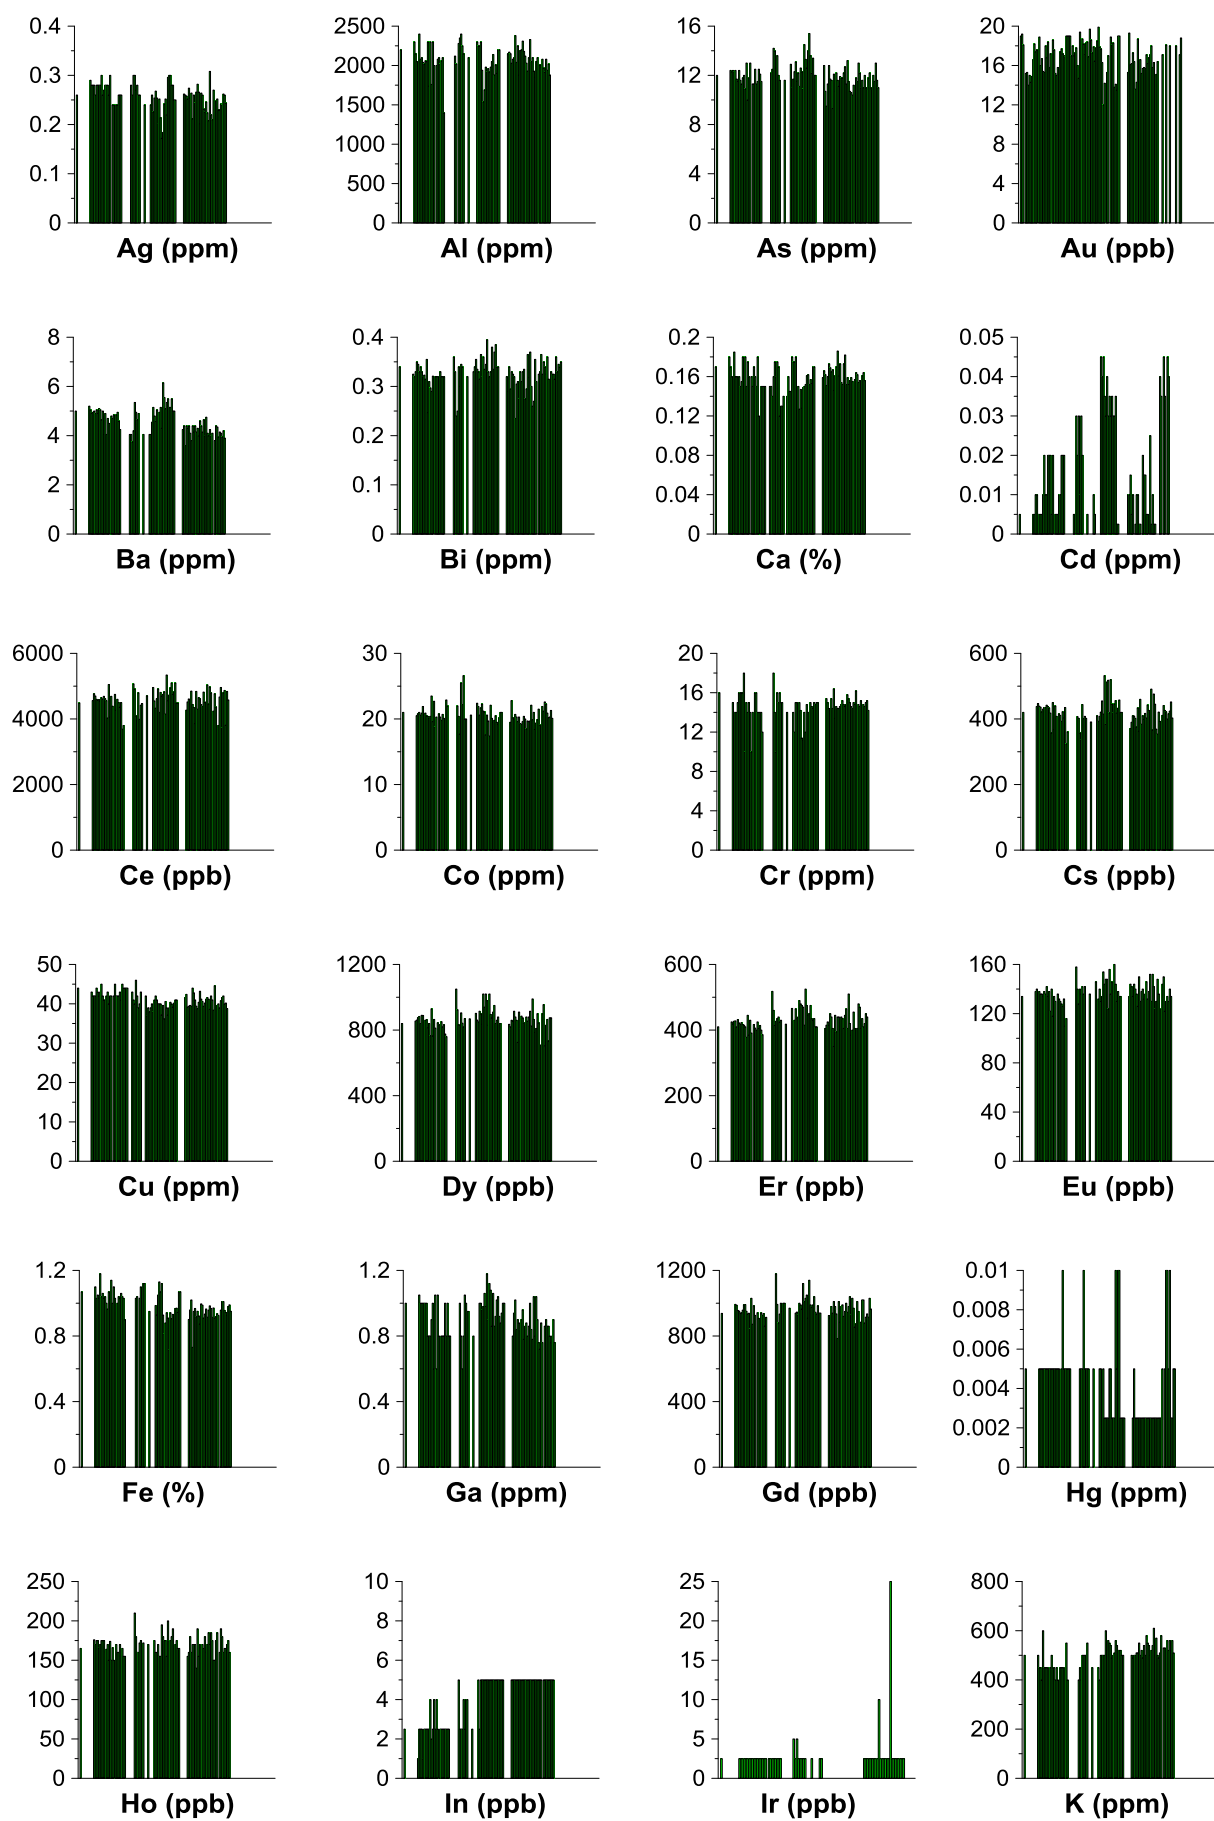 0.4 2500 16 20
0.3 2000 12 16
0.2 1500 8 12
0.1 1000 4 8
0 500 0 4
0 0
Ag (ppm) Al (ppm) As (ppm) Au (ppb)
8 0.4 0.2 0.05
6 0.3 0.16 0.04
4 0.2 0.12 0.03
2 0.1 0.08 0.02
0 0 0.04 0.01
0 0
Ba (ppm) Bi (ppm) Ca (%) Cd (ppm)
6000 30 20 600
4000 20 16 400
2000 10 12 200
0 0 8 0
4
0
Ce (ppb) Co (ppm) Cr (ppm) Cs (ppb)
50 1200 600 160
40 800 400 120
30 400 200 80
20 0 0 40
10 0
0
Cu (ppm) Dy (ppb) Er (ppb) Eu (ppb)
1.2 1.2 1200 0.01
0.8 0.8 800 0.008
0.4 0.4 400 0.006
0 0 0 0.004
0.002
0
Fe (%) Ga (ppm) Gd (ppb) Hg (ppm)
250 10 25 800
200 8 20 600
150 6 15 400
100 4 10 200
50 2 5 0
0 0 0
Ho (ppb) In (ppb) Ir (ppb) K (ppm)